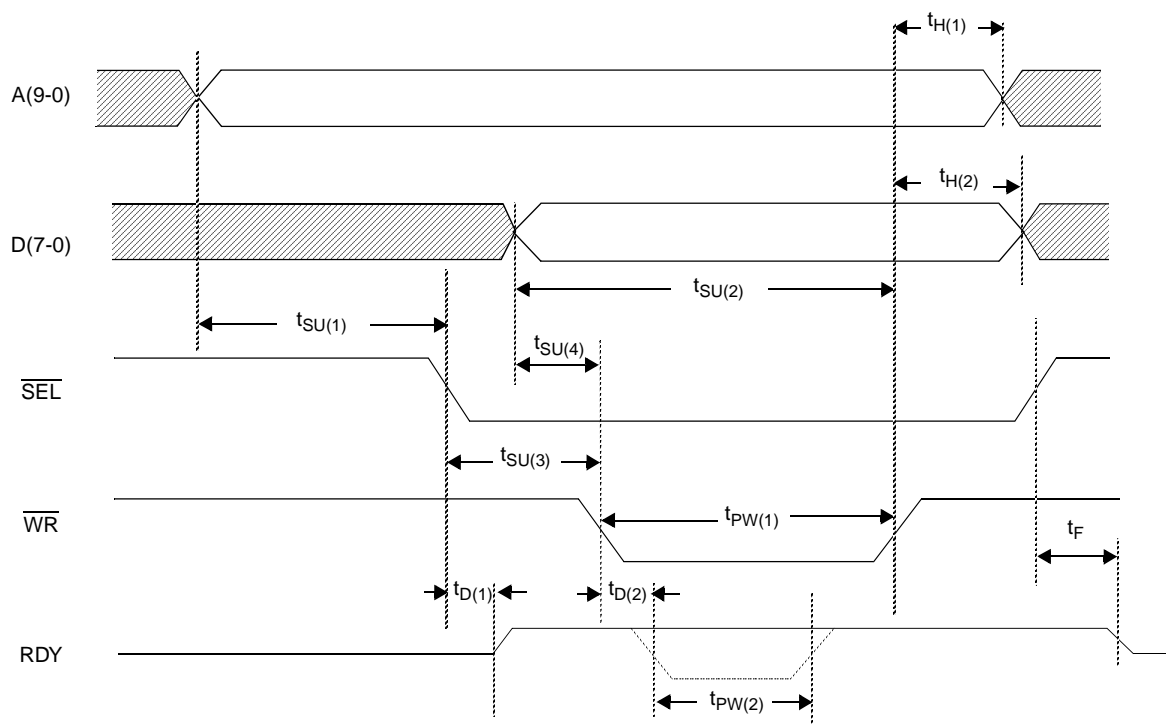 tH(1)
A(9-0)
tH(2)
D(7-0)
tSU(2)
tSU(1)
tSU(4)
SEL
tSU(3)
WR
tPW(1)
tF
tD(1)
tD(2)
RDY
tPW(2)